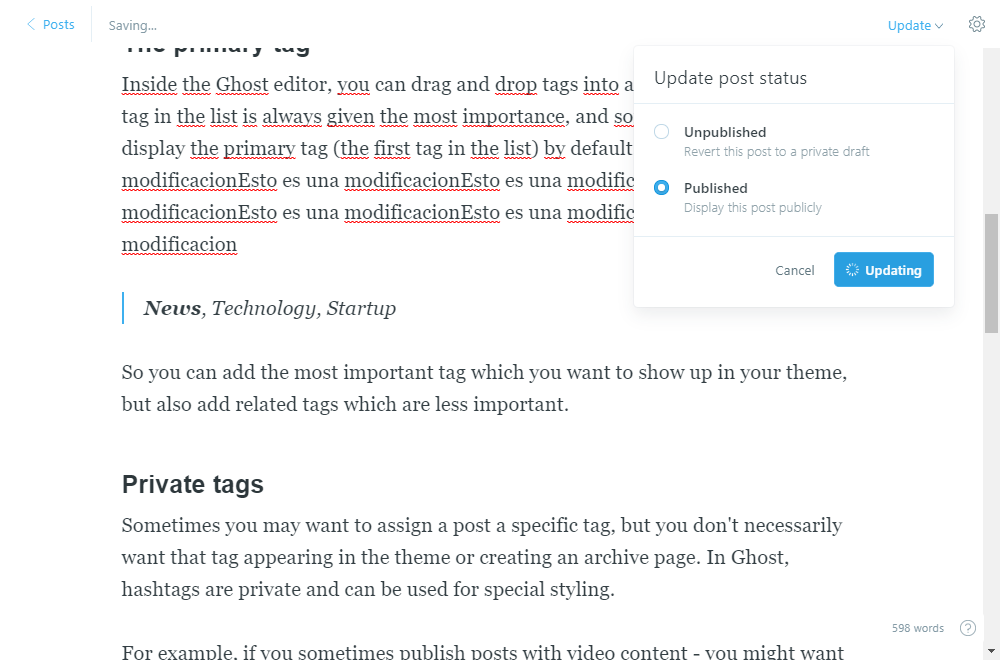 Posts
Saving...
Update
The primary tag
Inside the Ghost editor, you can drag and drop tags into a
tag in the list is always given the most importance, and so
display the primary tag (the first tag in the list) by default
modificacionEsto es una modificacionEsto es una modific
modificacionEsto es una modificacionEsto es una modific
modificacion
Update post status
Unpublished
Revert this post to a private draft
Published
Display this post publicly
Cancel
Updating
News, Technology, Startup
So you can add the most important tag which you want to show up in your theme,
but also add related tags which are less important.
Private tags
Sometimes you may want to assign a post a specific tag, but you don't necessarily
want that tag appearing in the theme or creating an archive page. In Ghost,
hashtags are private and can be used for special styling.
598 words
?
For example, if you sometimes publish posts with video content - you might want